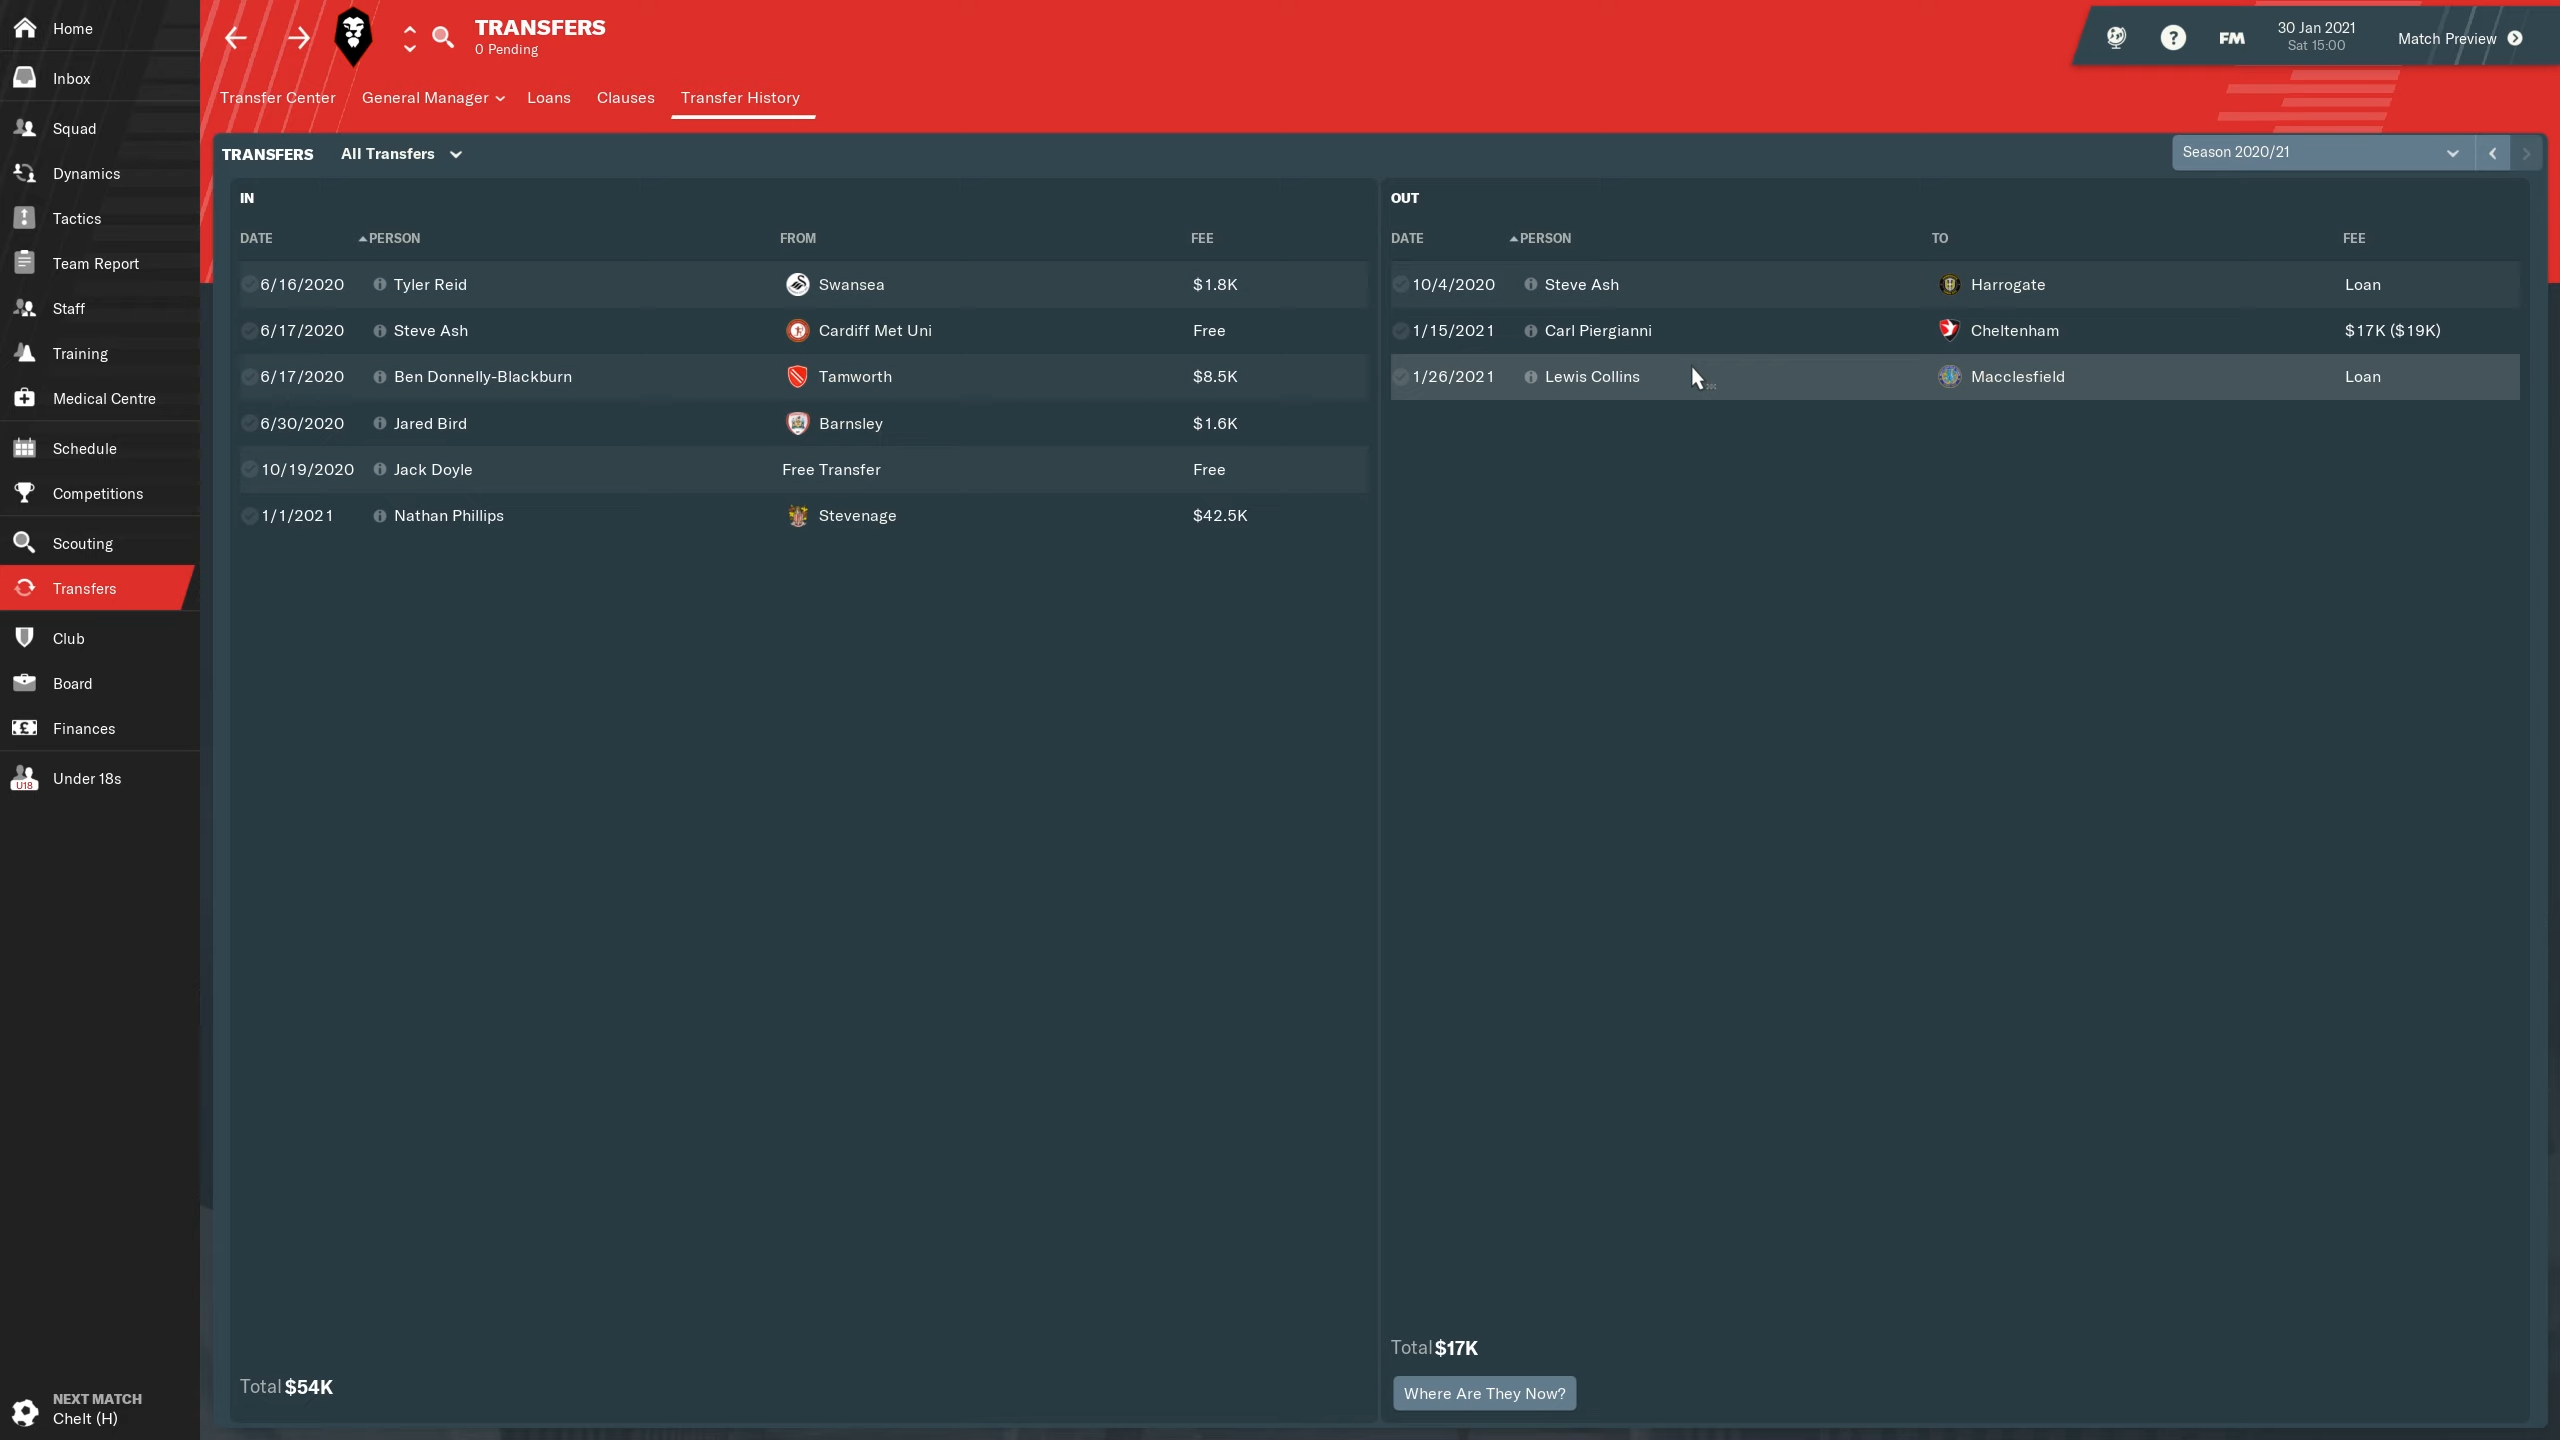 Home
Inbox
Squad
Dynamics
Tactics
Team Report
Staff
Training
Medical Centre
Schedule
Competitions
Scouting
Transfers
Club
Board
Finances
U18
Under 18s
NEXT MATCH
Chelt (H)
TRANSFERS
0 Pending
? FM
30 Jan 2021
Sat 15:00
Match Preview
Transfer Center General Manager Loans Clauses Transfer History
TRANSFERS All Transfers
Season 2020/21
IN
DATE PERSON FROM FEE
6/16/2020 Tyler Reid Swansea $1.8K
6/17/2020 Steve Ash Cardiff Met Uni Free
6/17/2020 Ben Donnelly-Blackburn Tamworth $8.5K
6/30/2020 Jared Bird Barnsley $1.6K
10/19/2020 Jack Doyle Free Transfer Free
1/1/2021 Nathan Phillips Stevenage $42.5K
Total $54K
OUT
DATE PERSON TO FEE
10/4/2020 Steve Ash Harrogate Loan
1/15/2021 Carl Piergianni Cheltenham $17K ($19K)
1/26/2021 Lewis Collins Macclesfield Loan
Total $17K
Where Are They Now?